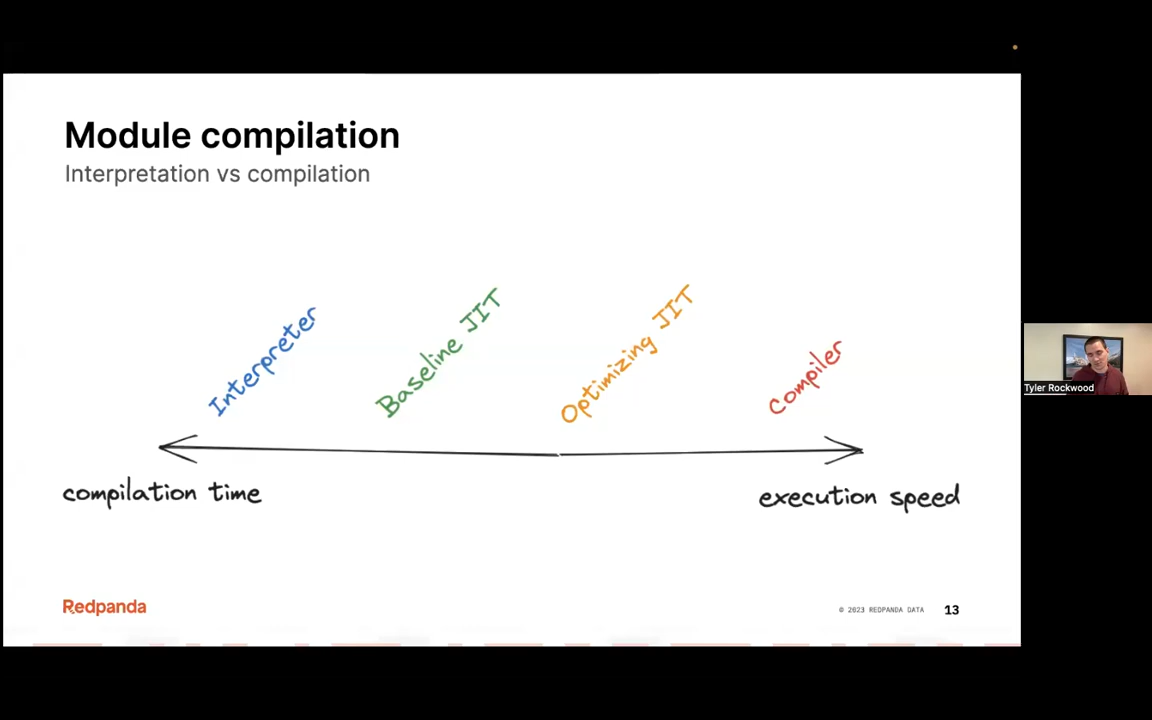 Module compilation
Interpretation vs compilation
Interpreter
Baseline JIT
Optimizing JIT
Compiler
compilation time
execution speed
Redpanda
© 2023 REDPANDA DATA
13
Tyler Rockwood